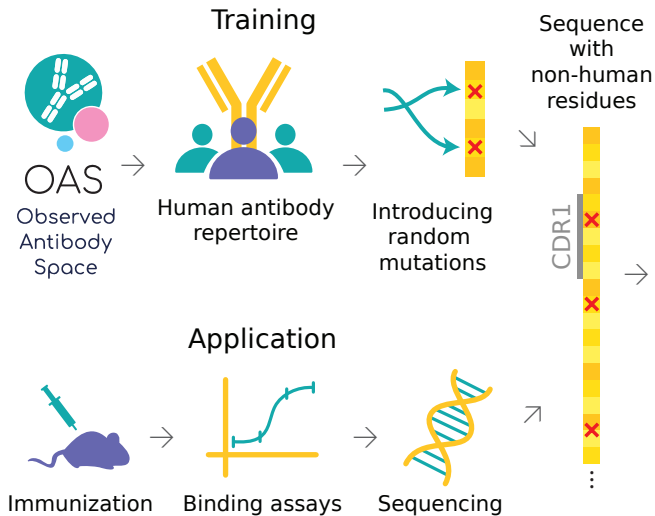 Training
OAS
Observed
Antibody
Space
Human antibody
repertoire
Introducing
random
mutations
Sequence
with
non-human
residues
CDR1
...
Application
Immunization
Binding assays
Sequencing